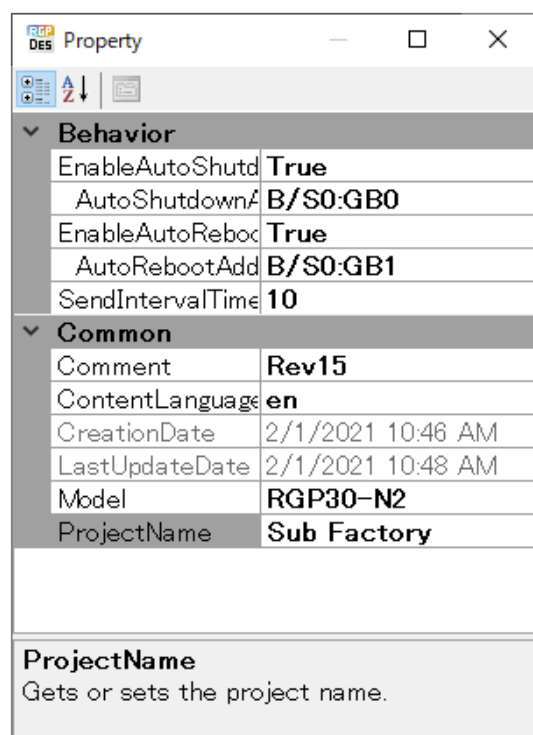 RGP
DES Property
A
Z
Behavior
EnableAutoShutd True
AutoShutdownA B/S0:GB0
EnableAutoReboo True
AutoRebootAdd B/S0:GB1
SendIntervalTime 10
Common
Comment Rev15
ContentLanguage en
CreationDate 2/1/2021 10:46 AM
LastUpdateDate 2/1/2021 10:48 AM
Model RGP30-N2
ProjectName Sub Factory
ProjectName
Gets or sets the project name.